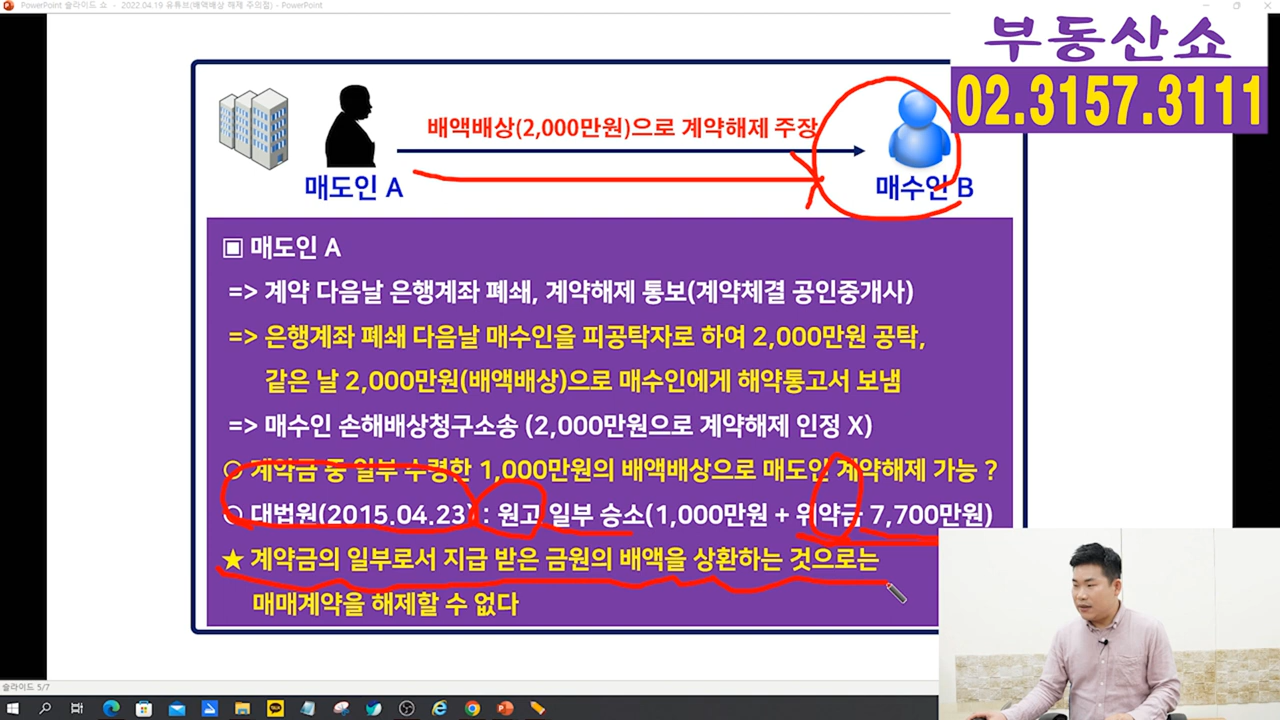 PowerPoint 슬라이드 쇼 - 2022.04.19 유튜브(배액배상 해제 주의점) - PowerPoint
부동산쇼
02.3157.3111
배액배상(2,000만원)으로 계약해제 주장
매도인 A
매수인 B
▣ 매도인 A
=> 계약 다음날 은행계좌 폐쇄, 계약해제 통보(계약체결 공인중개사)
=> 은행계좌 폐쇄 다음날 매수인을 피공탁자로 하여 2,000만원 공탁,
같은 날 2,000만원(배액배상)으로 매수인에게 해약통고서 보냄
=> 매수인 손해배상청구소송 (2,000만원으로 계약해제 인정 X)
○ 계약금 중 일부 수령한 1,000만원의 배액배상으로 매도인 계약해제 가능 ?
○ 대법원(2015.04.23) : 원고 일부 승소(1,000만원 + 위약금 7,700만원)
★ 계약금의 일부로서 지급 받은 금원의 배액을 상환하는 것으로는
매매계약을 해제할 수 없다
슬라이드 5/7